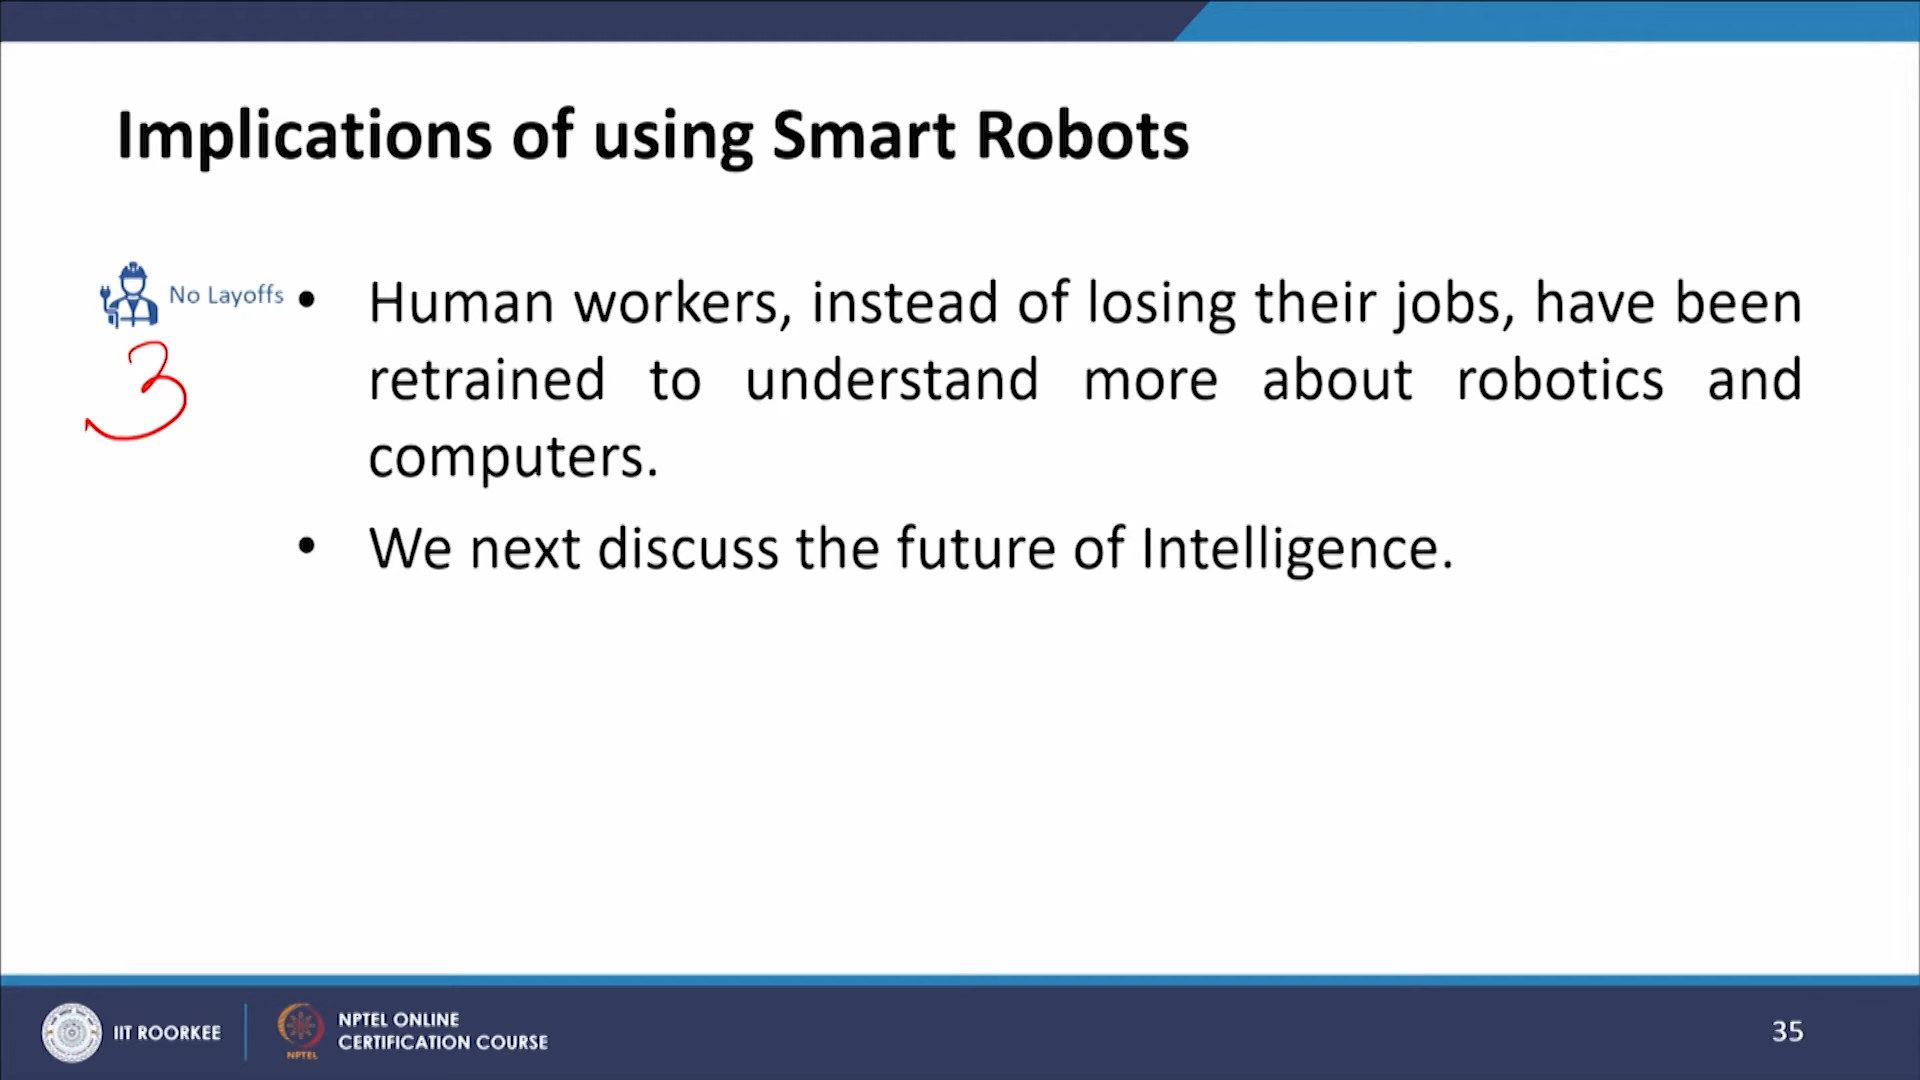 Implications of using Smart Robots
No Layoffs
• Human workers, instead of losing their jobs, have been
retrained to understand more about robotics and
computers.
3
• We next discuss the future of Intelligence.
IIT ROORKEE
NPTEL
NPTEL ONLINE
CERTIFICATION COURSE
35